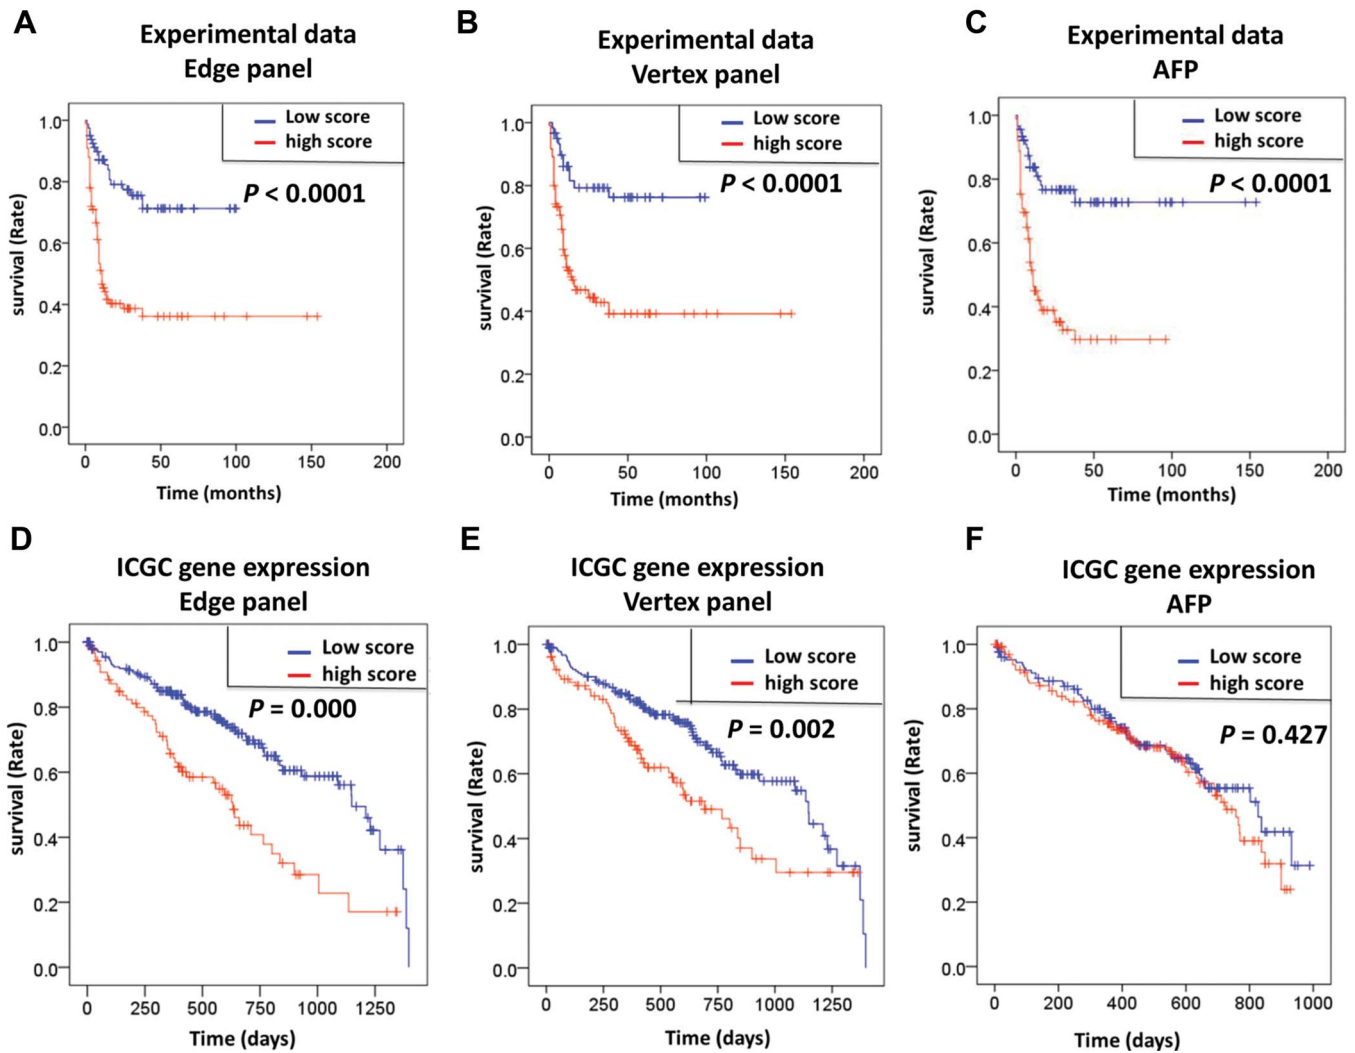 A
Experimental data
Edge panel
Low score
high score
P < 0.0001
survival (Rate)
1.0
0.8
0.6
0.4
0.2
0.0
0 50 100 150 200
Time (months)
B
Experimental data
Vertex panel
Low score
high score
P < 0.0001
survival (Rate)
1.0
0.8
0.6
0.4
0.2
0.0
0 50 100 150 200
Time (months)
C
Experimental data
AFP
Low score
high score
P < 0.0001
survival (Rate)
1.0
0.8
0.6
0.4
0.2
0.0
0 50 100 150 200
Time (months)
D
ICGC gene expression
Edge panel
Low score
high score
P = 0.000
survival (Rate)
1.0
0.8
0.6
0.4
0.2
0.0
0 250 500 750 1000 1250
Time (days)
E
ICGC gene expression
Vertex panel
Low score
high score
P = 0.002
survival (Rate)
1.0
0.8
0.6
0.4
0.2
0.0
0 250 500 750 1000 1250
Time (days)
F
ICGC gene expression
AFP
Low score
high score
P = 0.427
survival (Rate)
1.0
0.8
0.6
0.4
0.2
0.0
0 200 400 600 800 1000
Time (days)